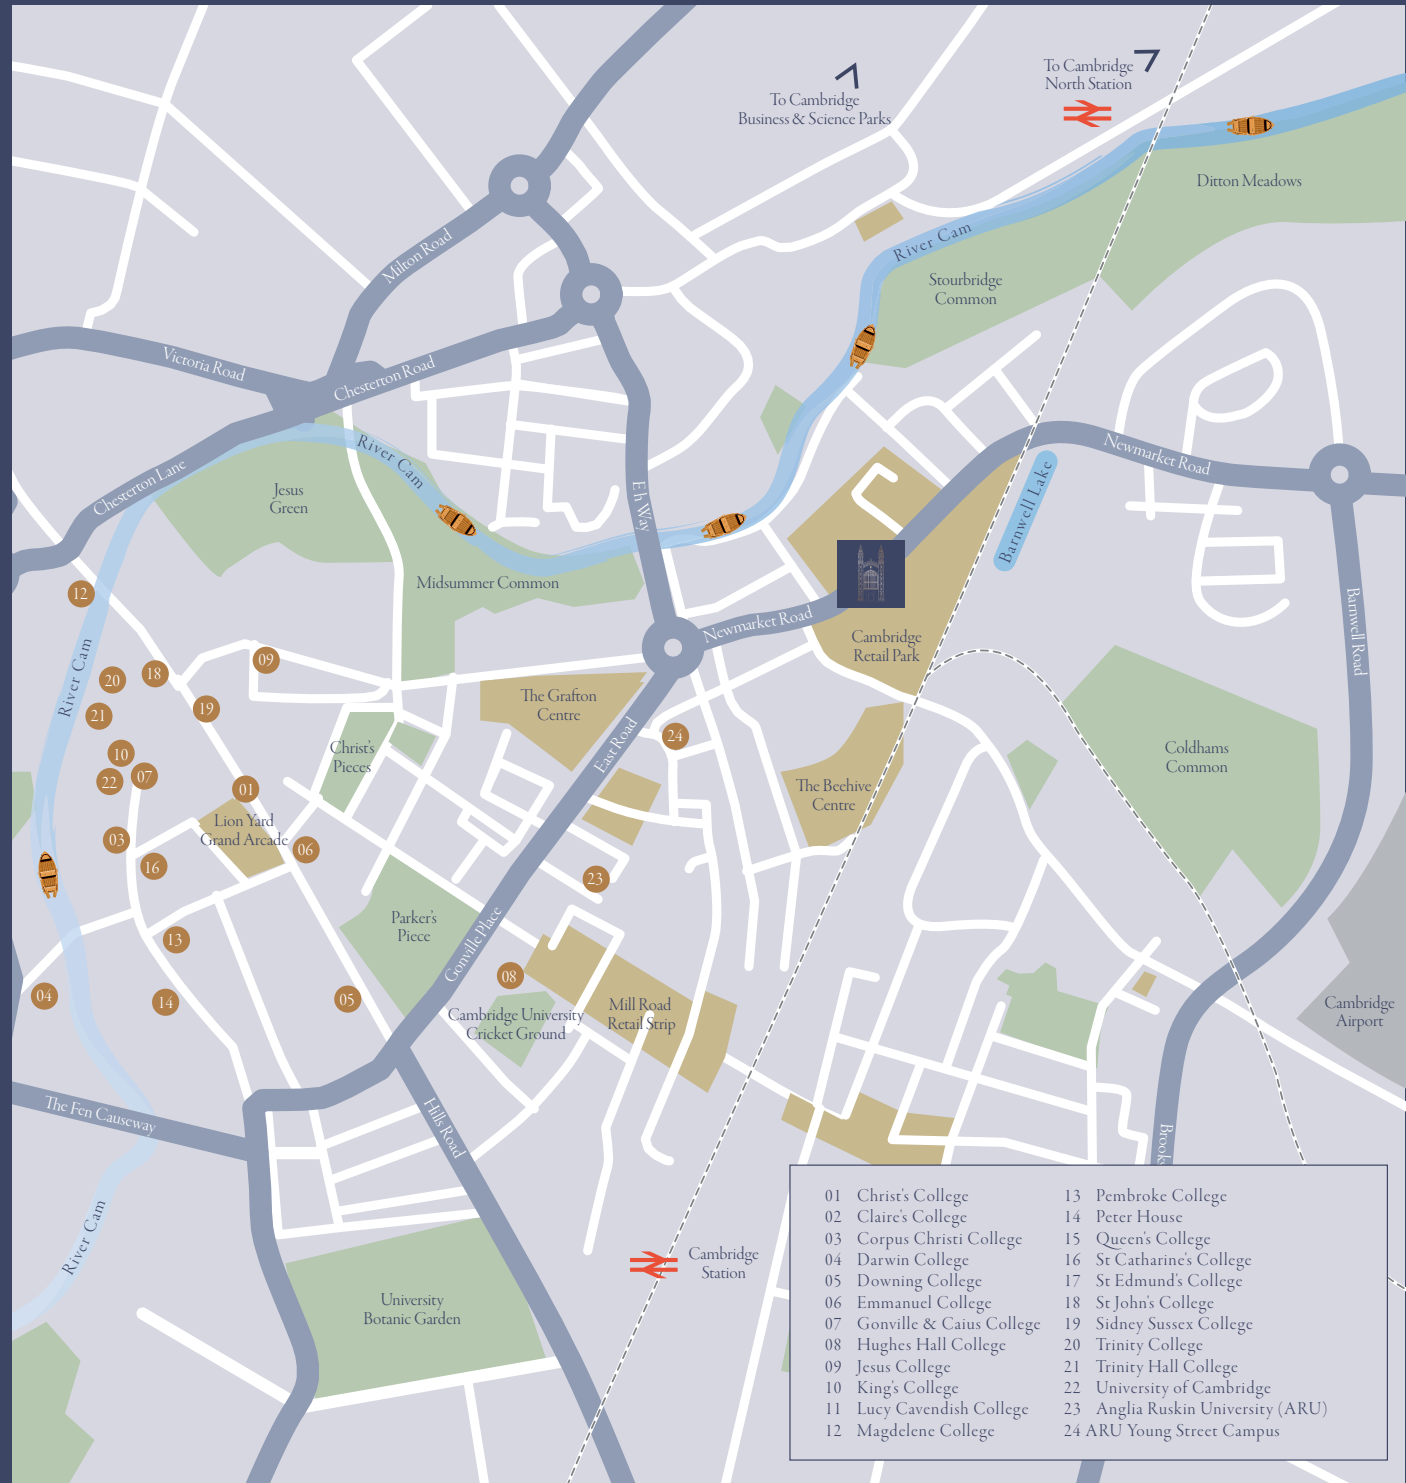 To Cambridge
North Station
To Cambridge
Business & Science Parks
Ditton Meadows
River Cam
Milton Road
Stourbridge
Common
Victoria Road
Chesterton Road
River Cam
Newmarket Road
Chesterton Lane
Jesus
Green
Barnwell Lake
Midsummer Common
12
Newmarket Road
Barnwell Road
River Cam
Cambridge
Retail Park
09
20
18
21
19
The Grafton
Centre
East Road
24
Christ's
Pieces
Coldhams
Common
10
22
07
01
The Beehive
Centre
Lion Yard
Grand Arcade
03
06
16
23
Parker's
Piece
13
Gonville Place
08
04
14
05
Cambridge University
Cricket Ground
Mill Road
Retail Strip
Cambridge
Airport
The Fen Causeway
Hills Road
Brook
River Cam
Cambridge
Station
University
Botanic Garden
01 Christ's College
02 Claire's College
03 Corpus Christi College
04 Darwin College
05 Downing College
06 Emmanuel College
07 Gonville & Caius College
08 Hughes Hall College
09 Jesus College
10 King's College
11 Lucy Cavendish College
12 Magdelene College
13 Pembroke College
14 Peter House
15 Queen's College
16 St Catharine's College
17 St Edmund's College
18 St John's College
19 Sidney Sussex College
20 Trinity College
21 Trinity Hall College
22 University of Cambridge
23 Anglia Ruskin University (ARU)
24 ARU Young Street Campus